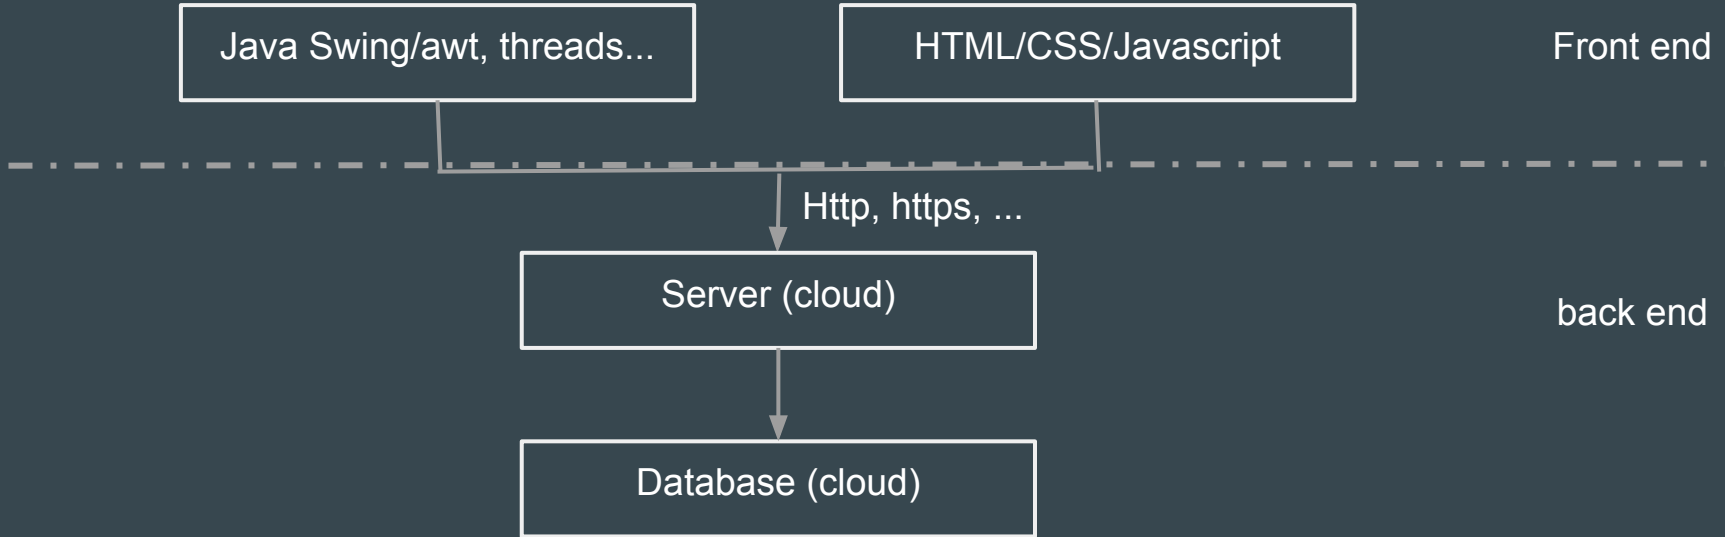 Java Swing/awt, threads...
HTML/CSS/Javascript
Front end
Http, https, ...
Server (cloud)
back end
Database (cloud)